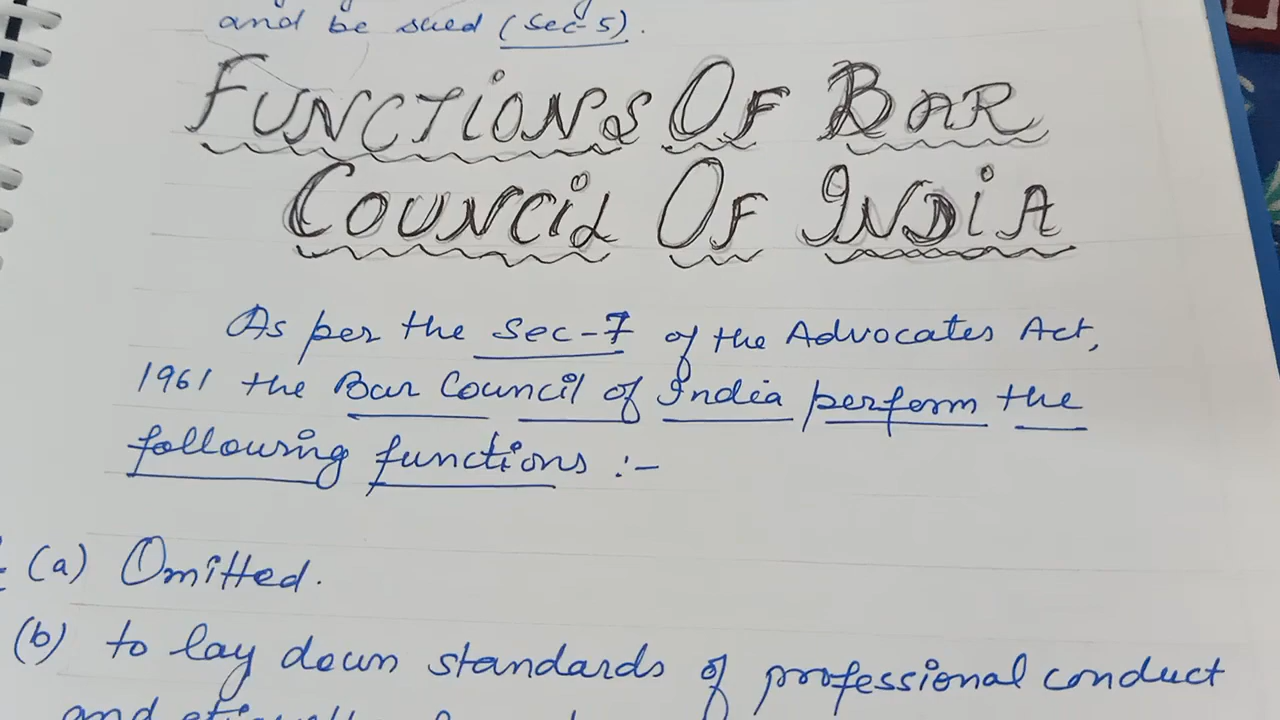 and be sued (Sec-5).
FUNCTIONS OF BAR
COUNCIL OF INDIA
As per the Sec-7 of the Advocates Act,
1961 the Bar Council of India perform the
following functions :-
(a) Omitted.
(b) to lay down standards of professional conduct
and